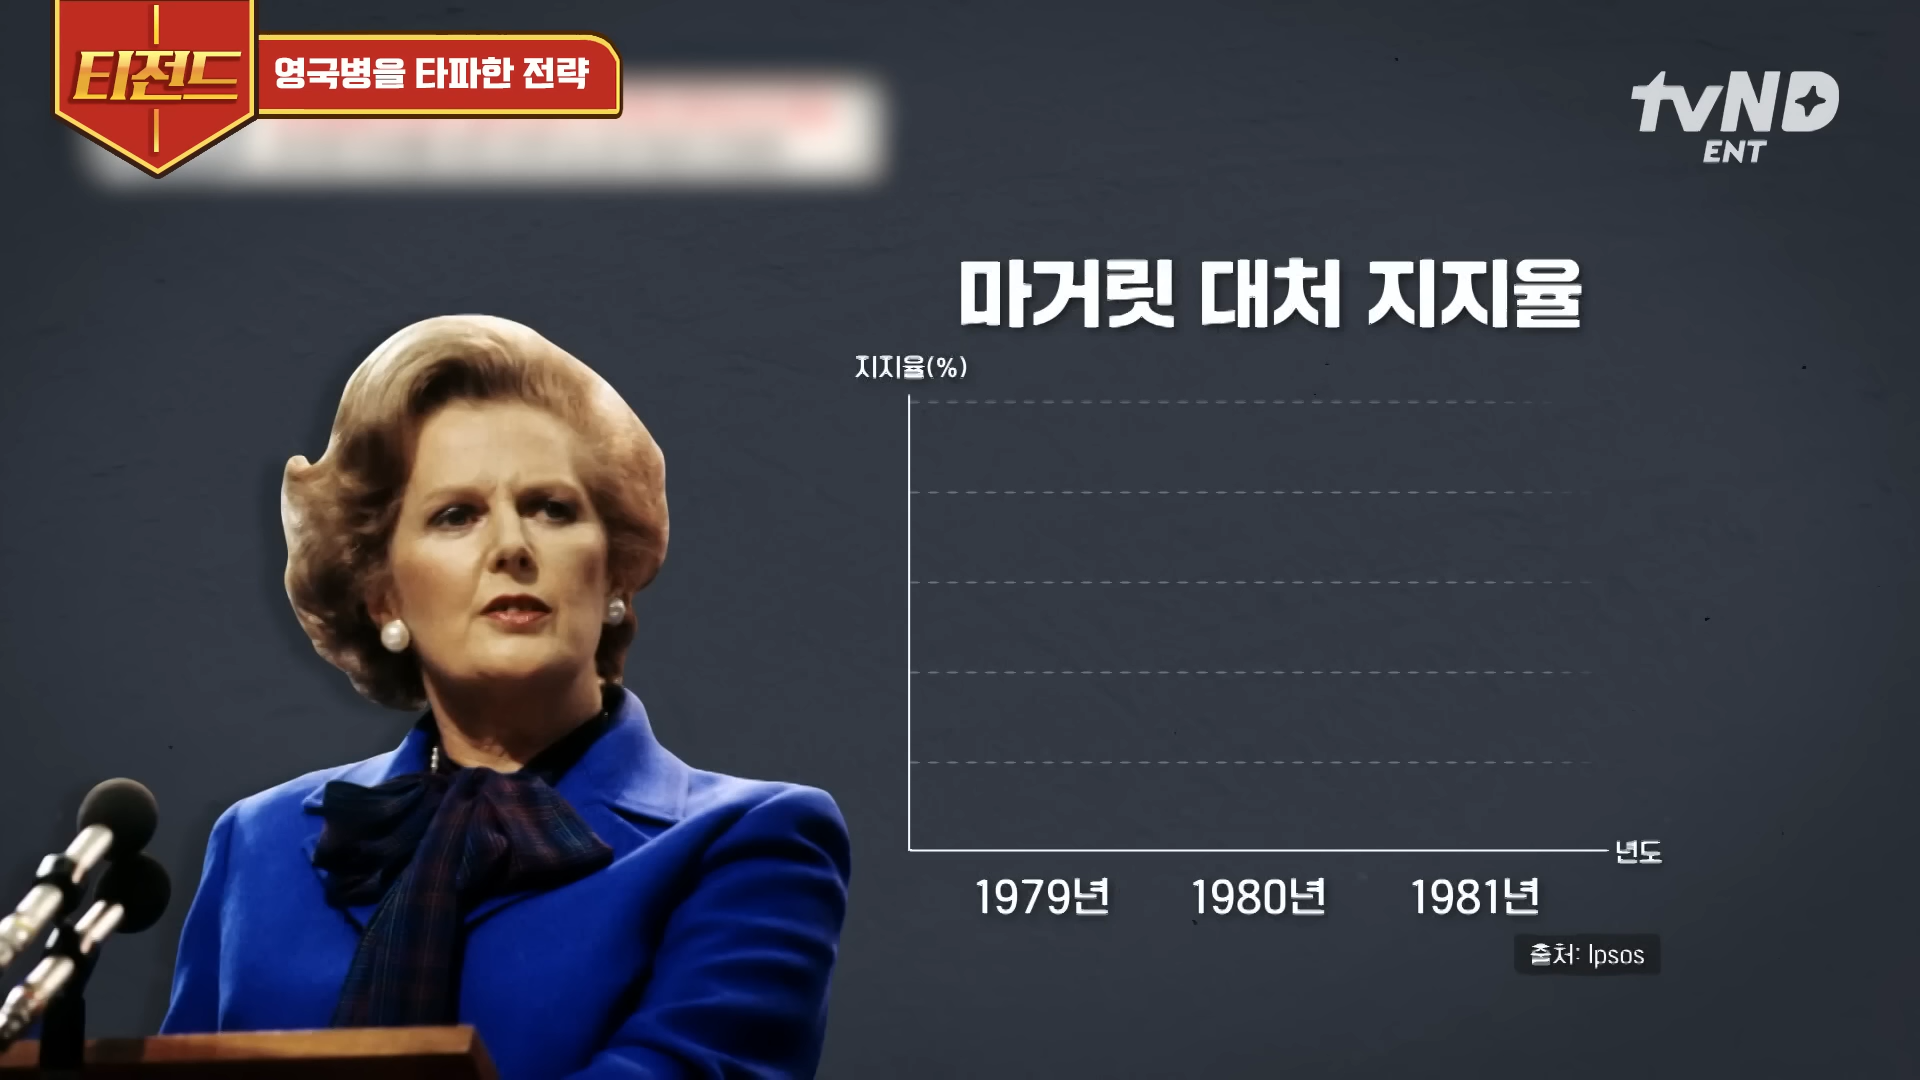 티전드
영국병을 타파한 전략
tvND
ENT
마거릿 대처 지지율
지지율(%)
년도
1979년 1980년 1981년
출처: Ipsos